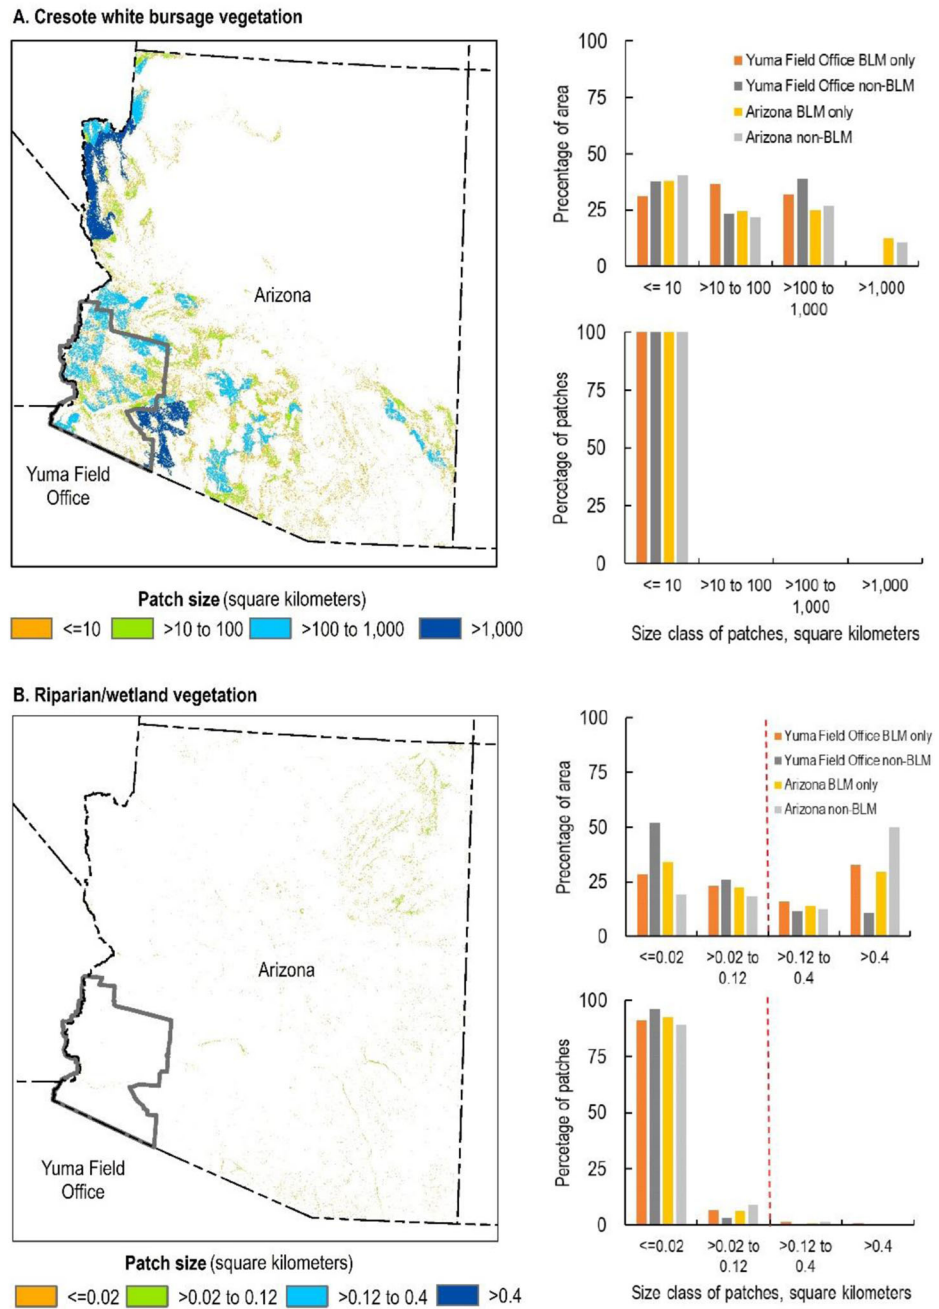 A. Cresote white bursage vegetation
Arizona
Yuma Field
Office
Patch size (square kilometers)
<=10
>10 to 100
>100 to 1,000
>1,000
100
75
50
25
0
Precentage of area
Yuma Field Office BLM only
Yuma Field Office non-BLM
Arizona BLM only
Arizona non-BLM
<= 10
>10 to 100
>100 to
1,000
>1,000
100
75
50
25
0
Percetage of patches
<= 10
>10 to 100
>100 to
1,000
>1,000
Size class of patches, square kilometers
B. Riparian/wetland vegetation
Arizona
Yuma Field
Office
Patch size (square kilometers)
<=0.02
>0.02 to 0.12
>0.12 to 0.4
>0.4
100
75
50
25
0
Precentage of area
Yuma Field Office BLM only
Yuma Field Office non-BLM
Arizona BLM only
Arizona non-BLM
<=0.02
>0.02 to
0.12
>0.12 to
0.4
>0.4
100
75
50
25
0
Percetage of patches
<=0.02
>0.02 to
0.12
>0.12 to
0.4
>0.4
Size class of patches, square kilometers